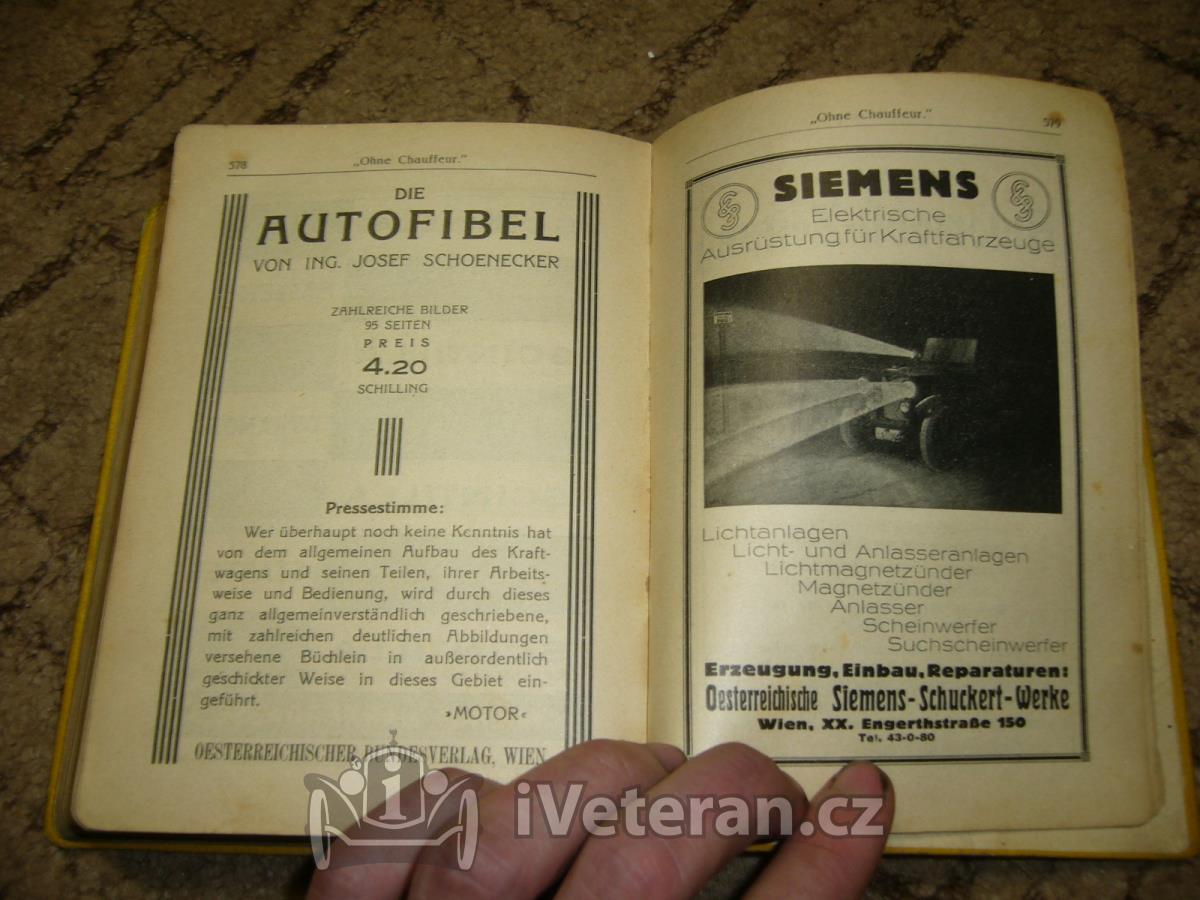 578
„Ohne Chauffeur.“
DIE
AUTOFIBEL
VON ING. JOSEF SCHOENECKER
ZAHLREICHE BILDER
95 SEITEN
PREIS
4.20
SCHILLING
Pressestimme:
Wer überhaupt noch keine Kenntnis hat
von dem allgemeinen Aufbau des Kraft-
wagens und seinen Teilen, ihrer Arbeits-
weise und Bedienung, wird durch dieses
ganz allgemeinverständlich geschriebene,
mit zahlreichen deutlichen Abbildungen
versehene Büchlein in außerordentlich
geschickter Weise in dieses Gebiet ein-
geführt.
»MOTOR«
OESTERREICHISCHER BUNDESVERLAG, WIEN
„Ohne Chauffeur.“
579
SIEMENS
Elektrische
Ausrüstung für Kraftfahrzeuge
Lichtanlagen
Licht- und Anlasseranlagen
Lichtmagnetzünder
Magnetzünder
Anlasser
Scheinwerfer
Suchscheinwerfer
Erzeugung, Einbau, Reparaturen:
Oesterreichische Siemens-Schuckert-Werke
Wien, XX. Engerthstraße 150
Tel. 43-0-80
iVeteran.cz